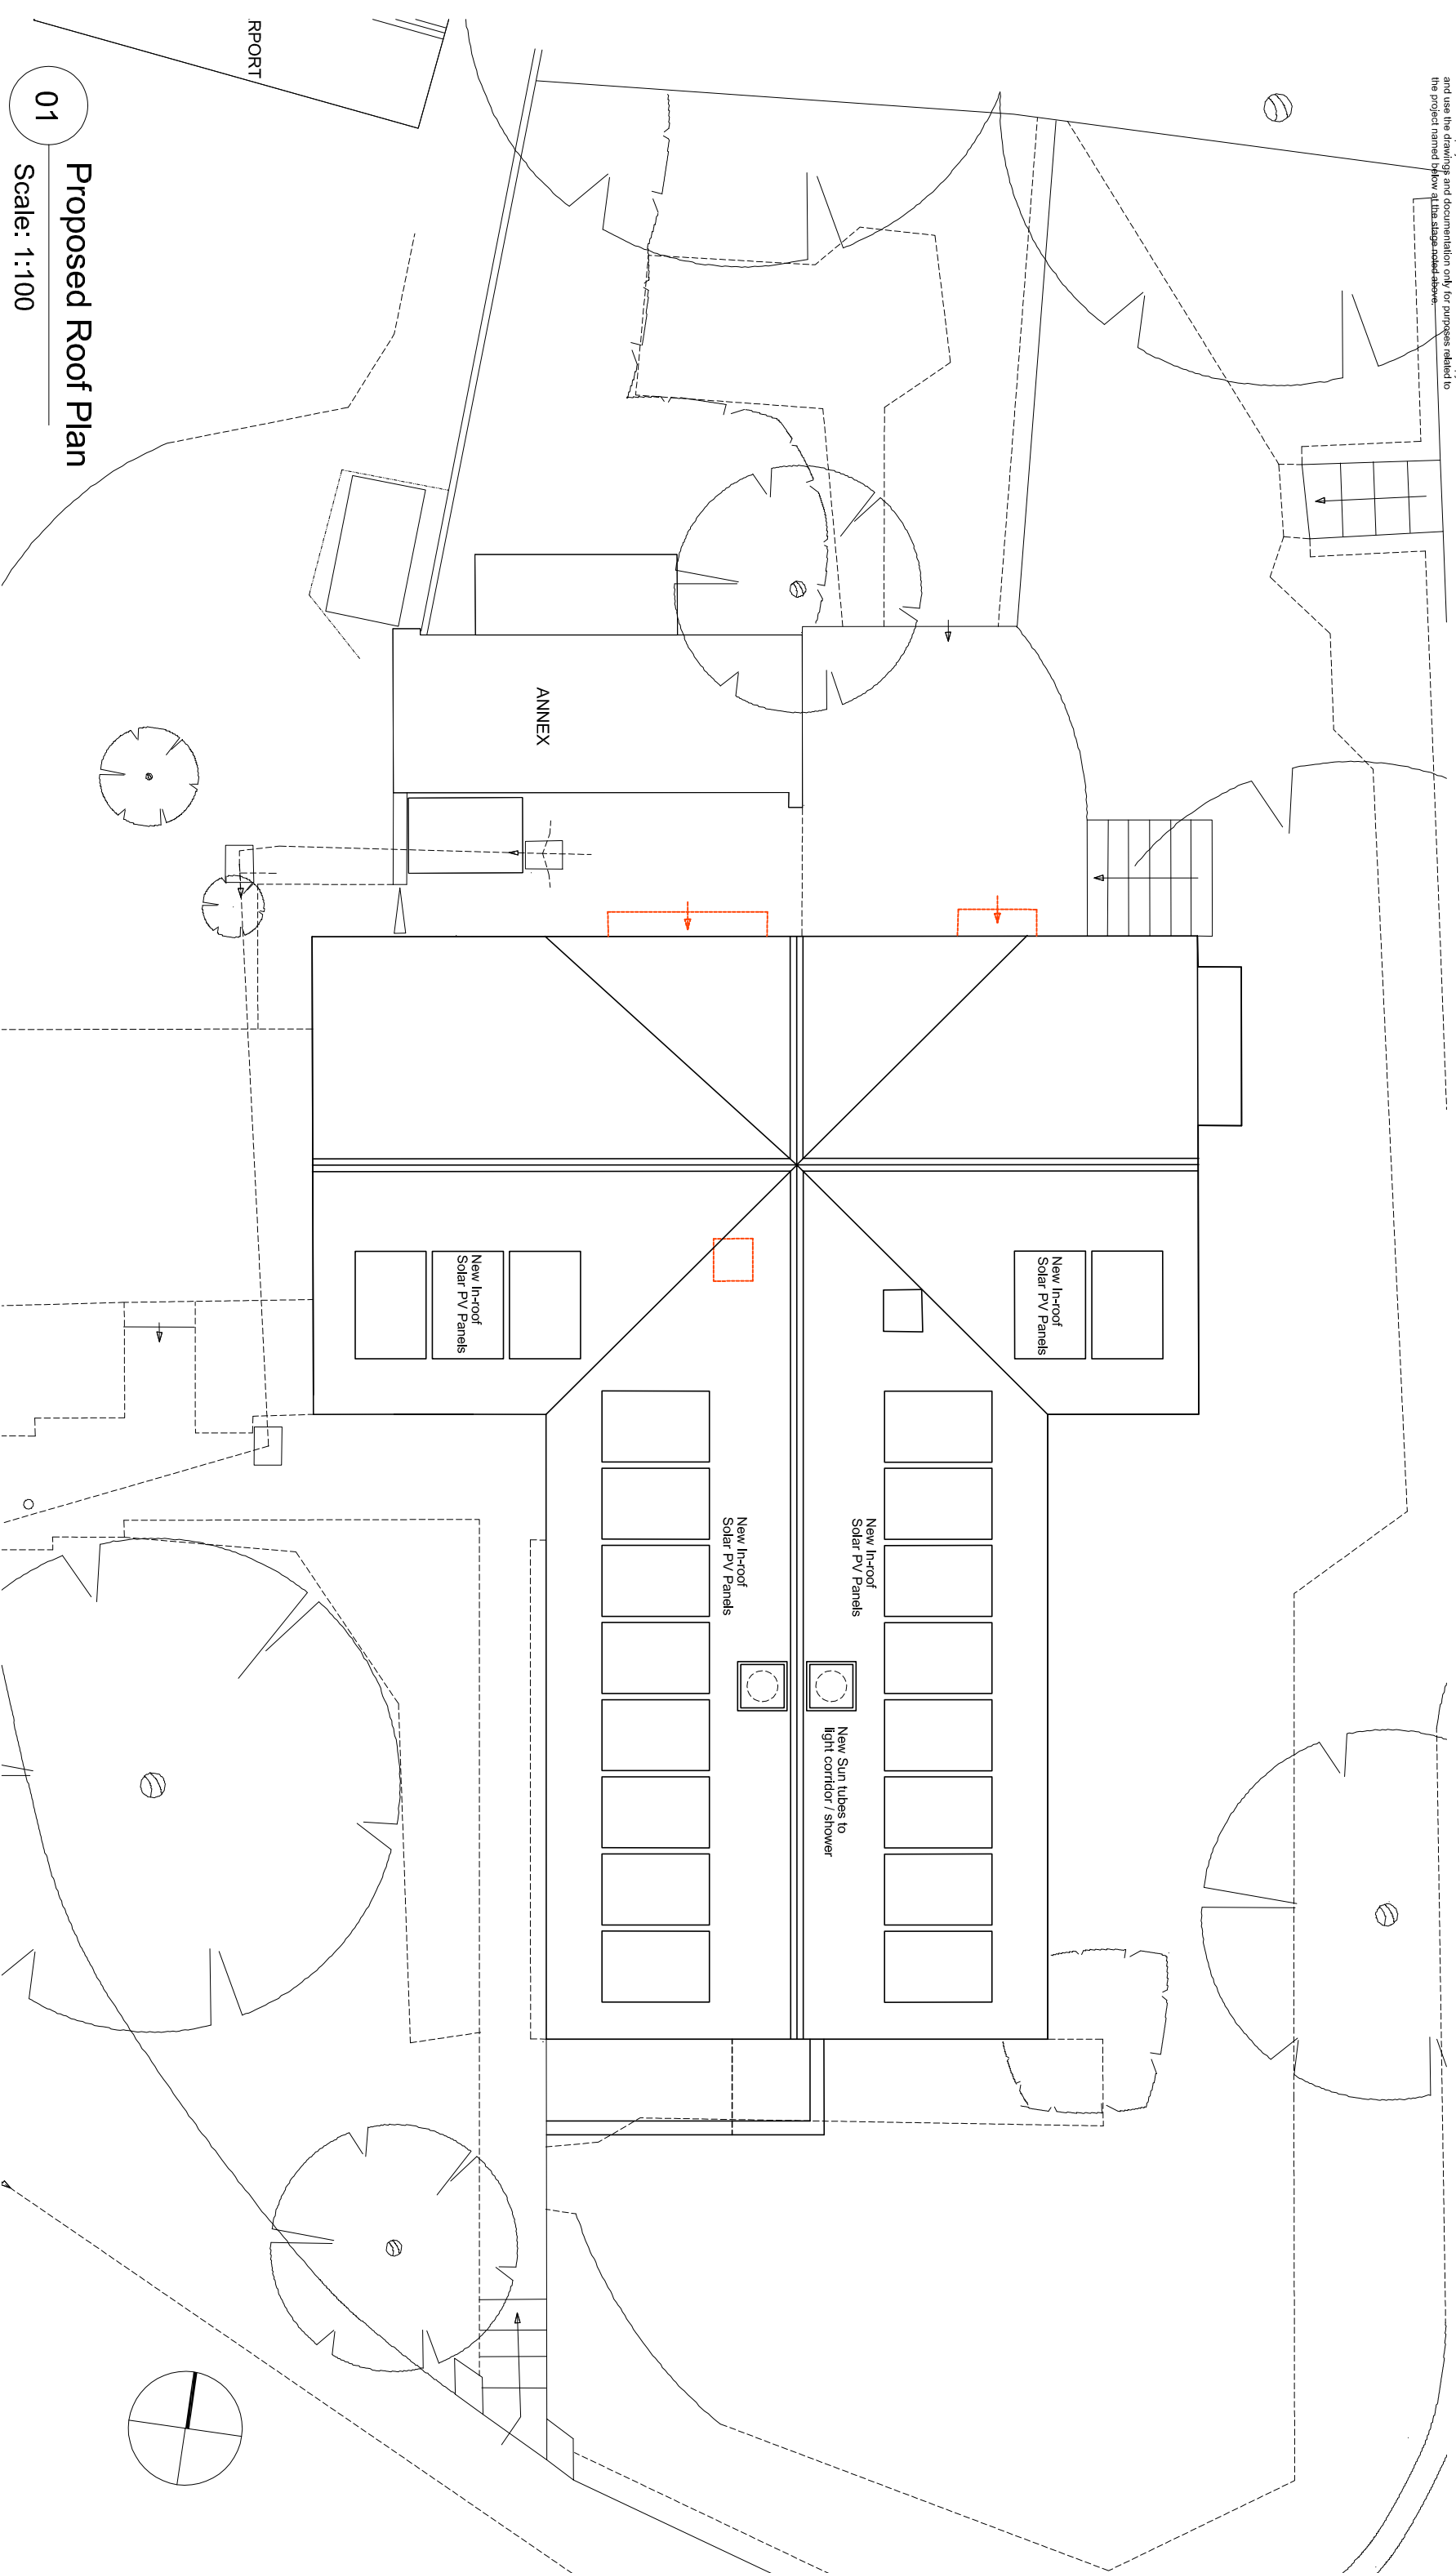 and use the drawings and documentation only for purposes related to
the project named below at the stage noted above.
RPORT
ANNEX
New In-roof
Solar PV Panels
New In-roof
Solar PV Panels
New In-roof
Solar PV Panels
New In-roof
Solar PV Panels
New Sun tubes to
light corridor / shower
01
Proposed Roof Plan
Scale: 1:100